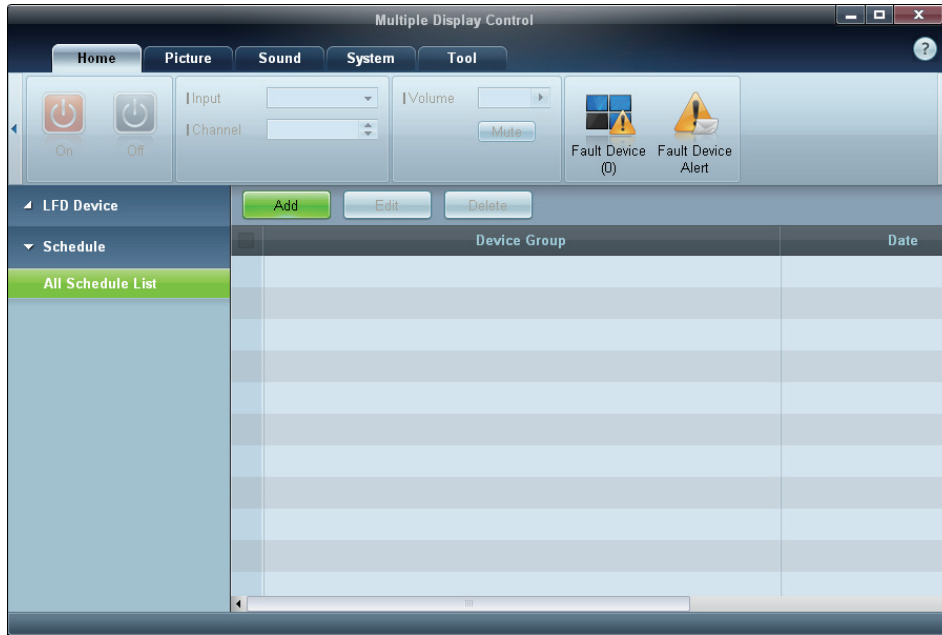 Multiple Display Control
Home Picture Sound System Tool
Input
Volume
Channel
Mute
On Off
Fault Device (0)
Fault Device Alert
LFD Device
Add Edit Delete
Schedule
Device Group Date
All Schedule List